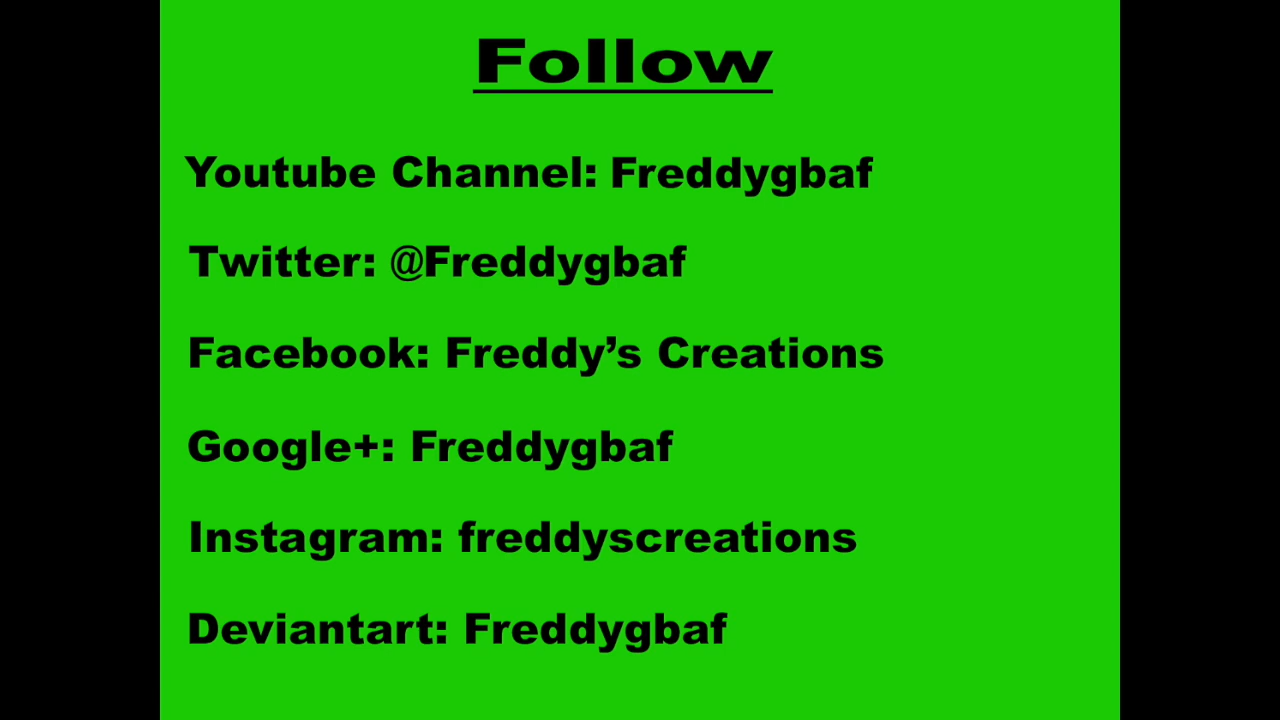 Follow
Youtube Channel: Freddygbaf
Twitter: @Freddygbaf
Facebook: Freddy’s Creations
Google+: Freddygbaf
Instagram: freddyscreations
Deviantart: Freddygbaf